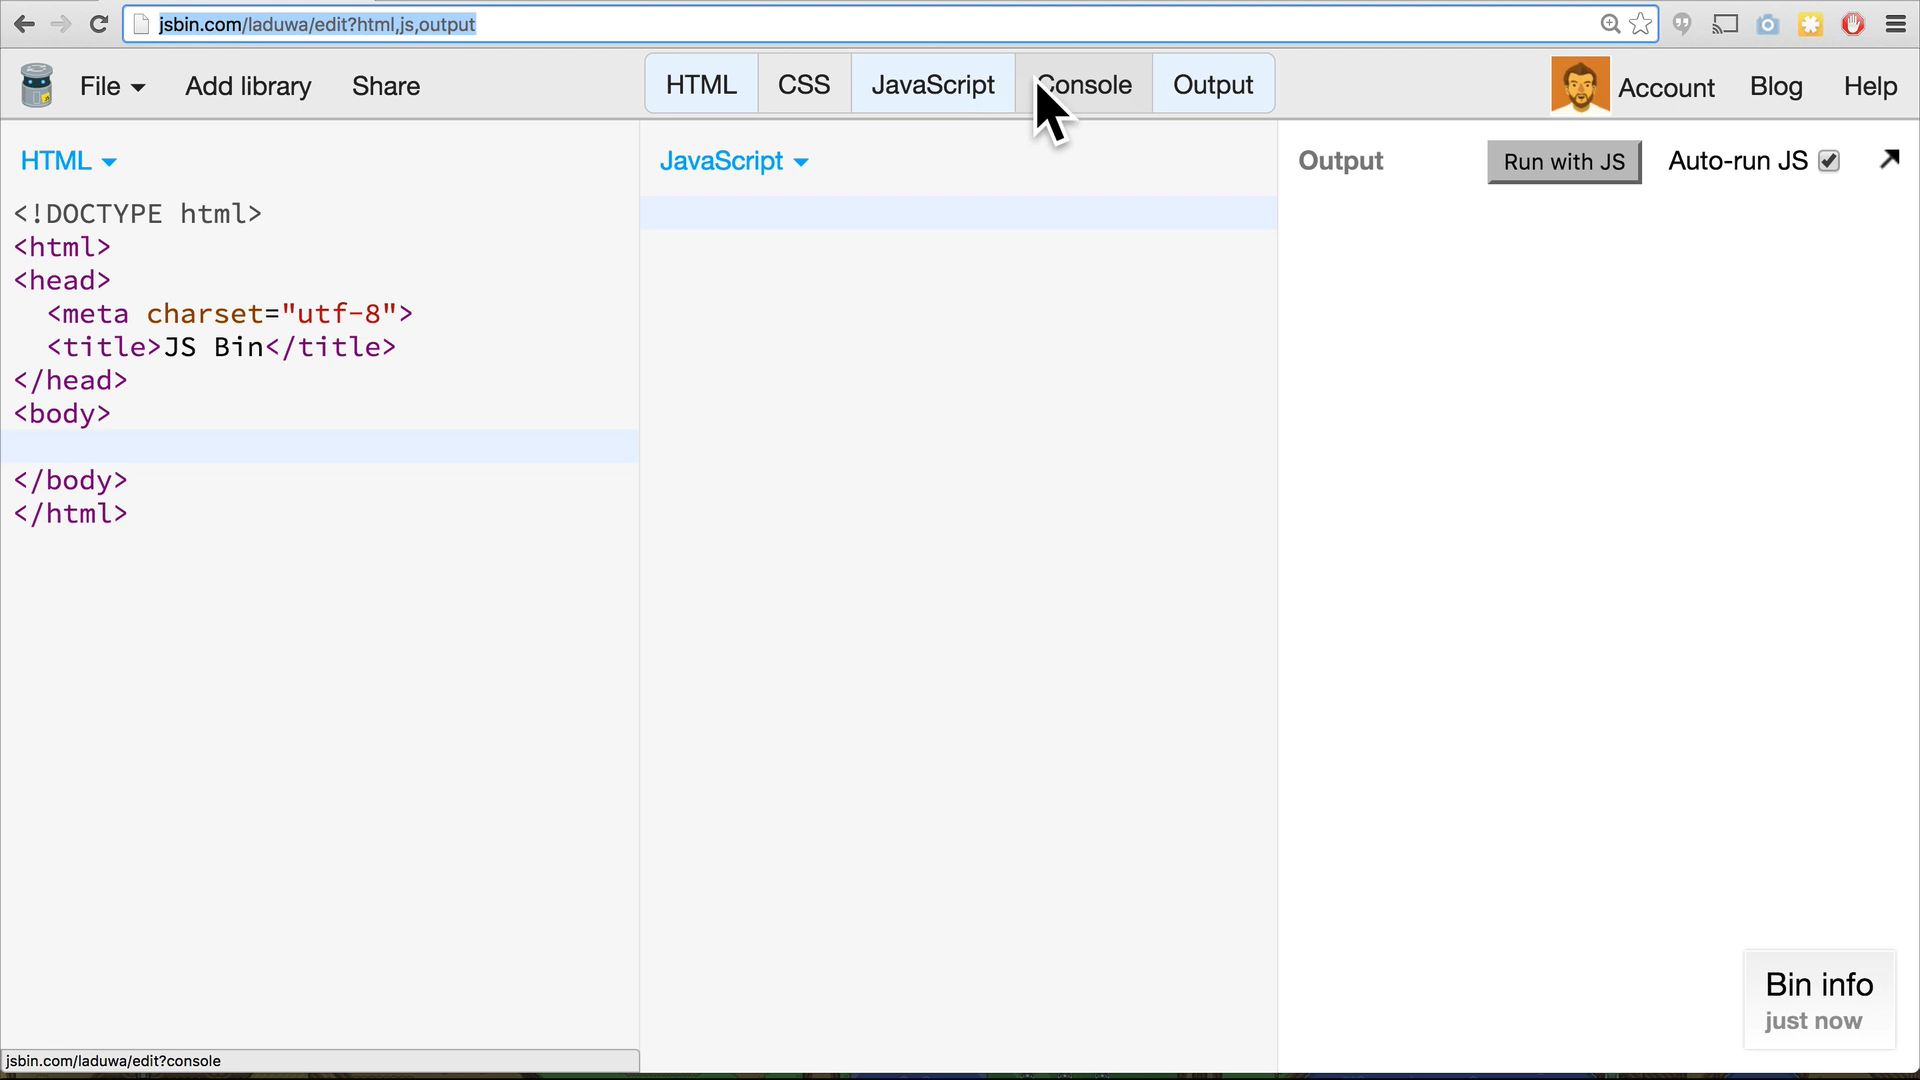 jsbin.com/laduwa/edit?html,js,output
File Add library Share HTML CSS JavaScript Console Output Account Blog Help
HTML
<!DOCTYPE html>
<html>
<head>
<meta charset="utf-8">
<title>JS Bin</title>
</head>
<body>
</body>
</html>
JavaScript
Output Run with JS Auto-run JS
Bin info
just now
jsbin.com/laduwa/edit?console